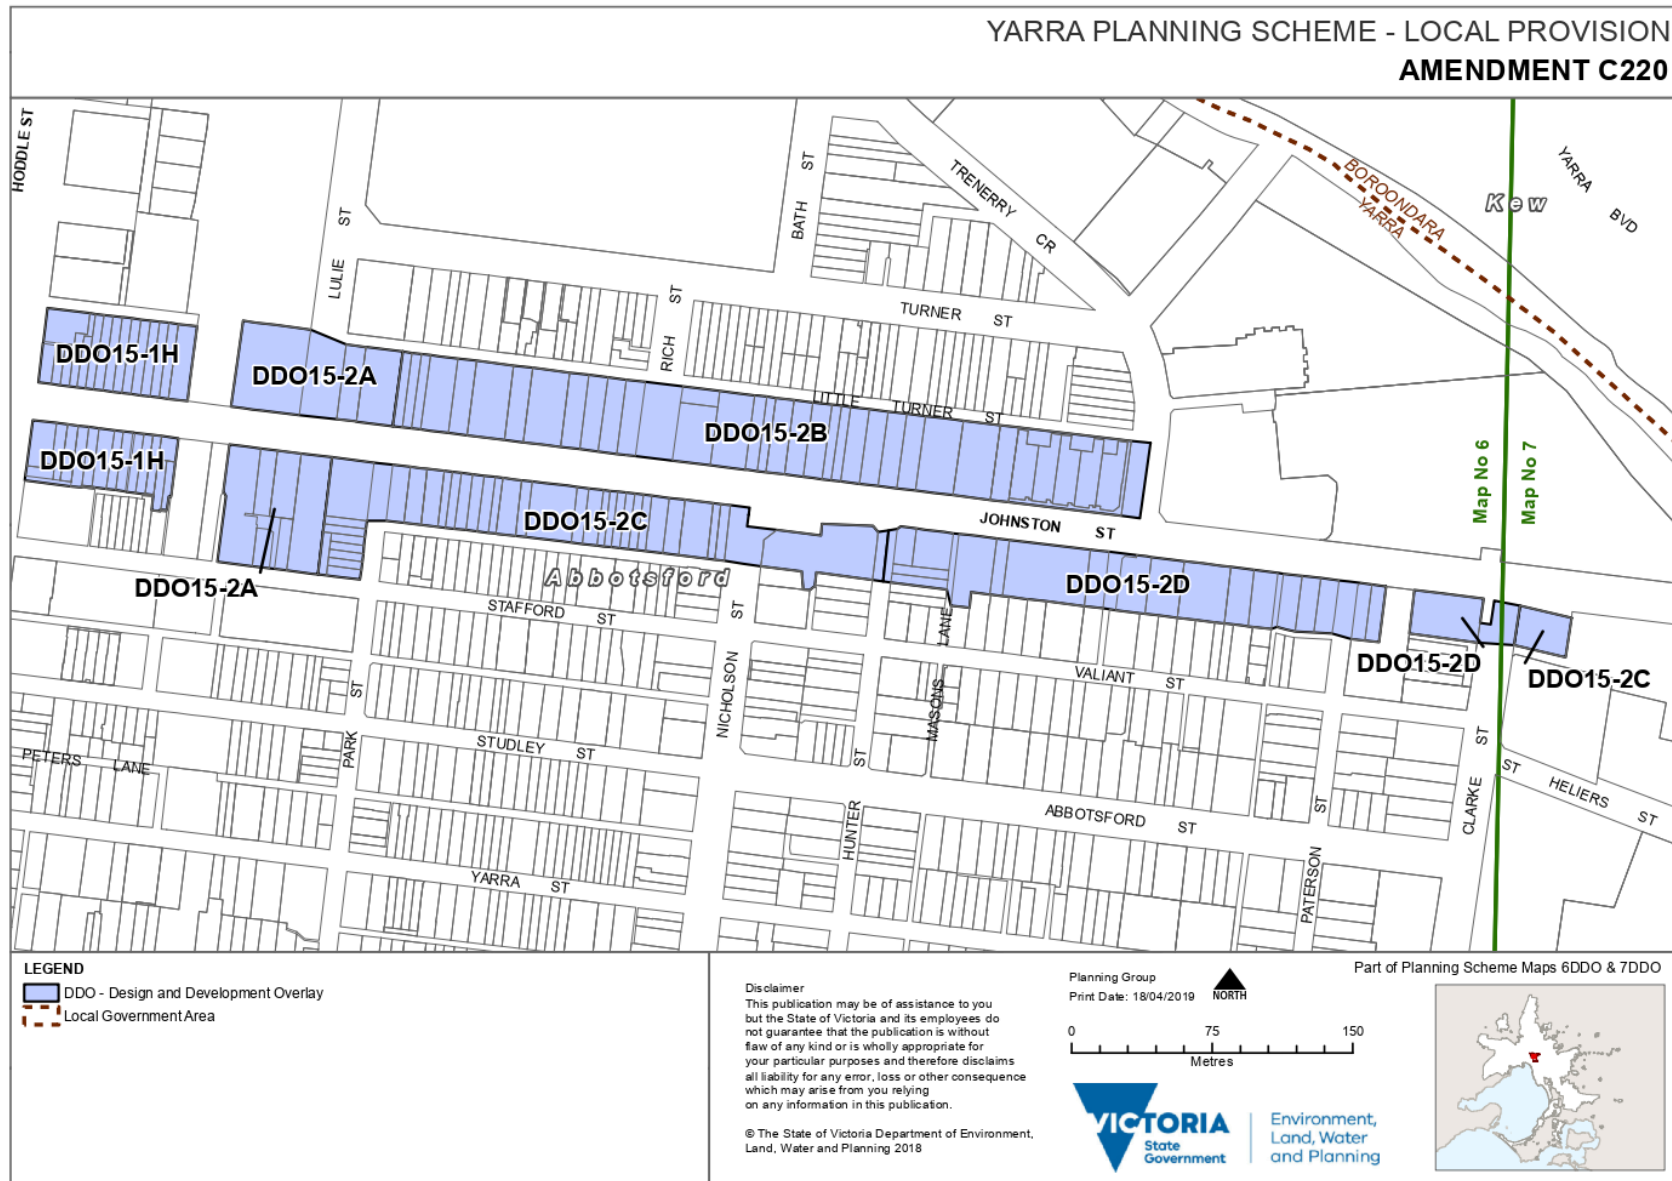 YARRA PLANNING SCHEME - LOCAL PROVISION
AMENDMENT C220
HODDLE ST
LULIE ST
BATH ST
TRENERRY CR
BOROONDARA
YARRA
Kew
YARRA BVD
TURNER ST
RICH ST
LITTLE TURNER ST
DDO15-1H
DDO15-2A
DDO15-2B
DDO15-1H
DDO15-2C
JOHNSTON ST
Map No 6
Map No 7
DDO15-2A
Abbotsford
DDO15-2D
STAFFORD ST
NICHOLSON ST
MASONS LANE
VALIANT ST
DDO15-2D
DDO15-2C
PETERS LANE
PARK ST
STUDLEY ST
HUNTER ST
ABBOTSFORD ST
PATERSON ST
CLARKE ST
ST HELIERS ST
YARRA ST
LEGEND
DDO - Design and Development Overlay
Local Government Area
Disclaimer
This publication may be of assistance to you
but the State of Victoria and its employees do
not guarantee that the publication is without
flaw of any kind or is wholly appropriate for
your particular purposes and therefore disclaims
all liability for any error, loss or other consequence
which may arise from you relying
on any information in this publication.
© The State of Victoria Department of Environment,
Land, Water and Planning 2018
Planning Group
Print Date: 18/04/2019
NORTH
0 75 150
Metres
VICTORIA
State
Government
Environment,
Land, Water
and Planning
Part of Planning Scheme Maps 6DDO & 7DDO